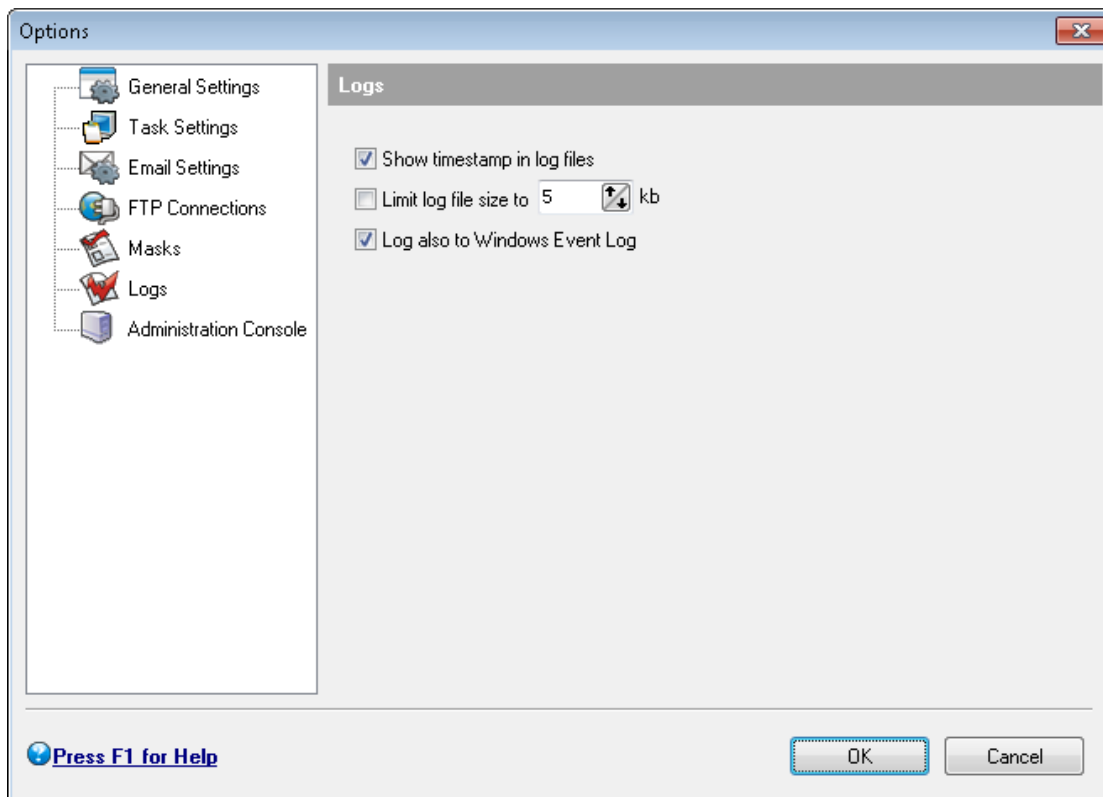 Options
General Settings
Task Settings
Email Settings
FTP Connections
Masks
Logs
Administration Console
Logs
Show timestamp in log files
Limit log file size to 5 kb
Log also to Windows Event Log
Press F1 for Help
OK
Cancel